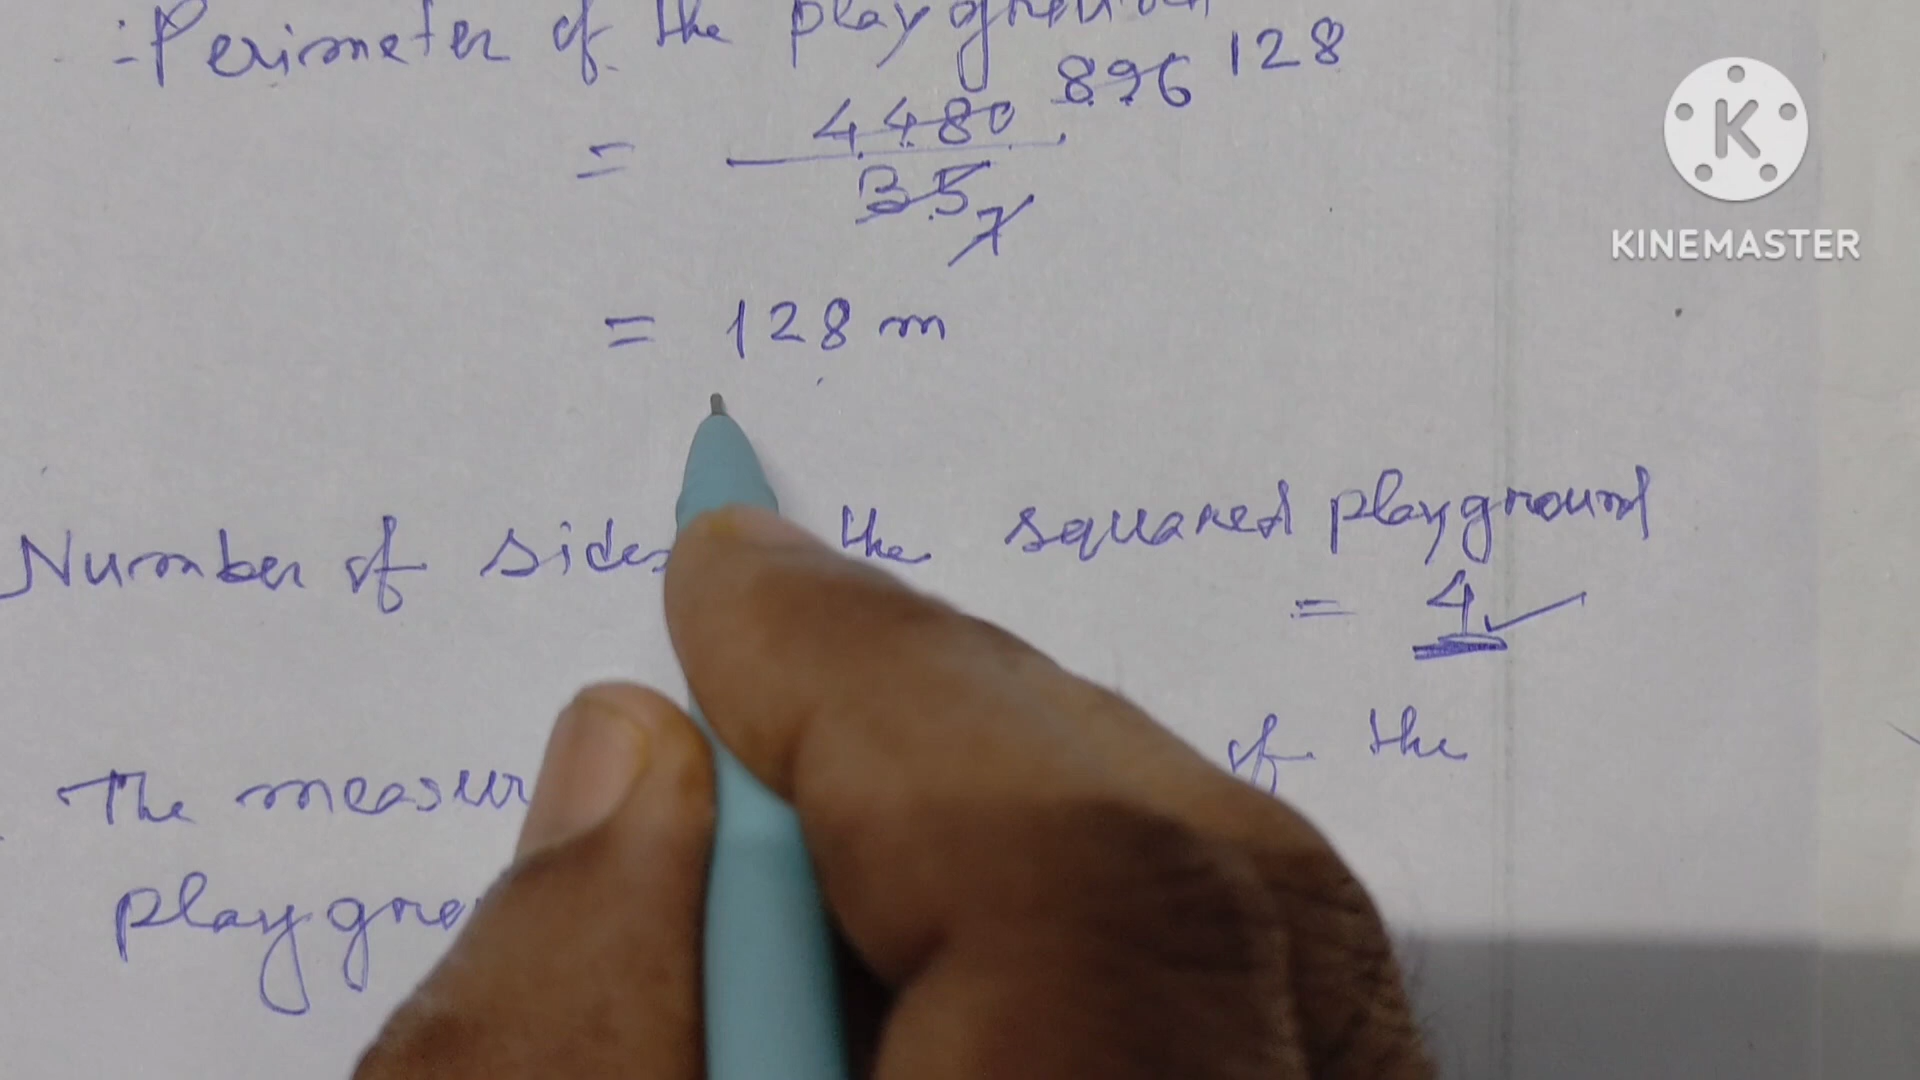 ∴ Perimeter of the playground
896 128
= 4480
35 7
= 128 m
Number of sides the squared playground
= 4
The measur of the
play
K
KINEMASTER